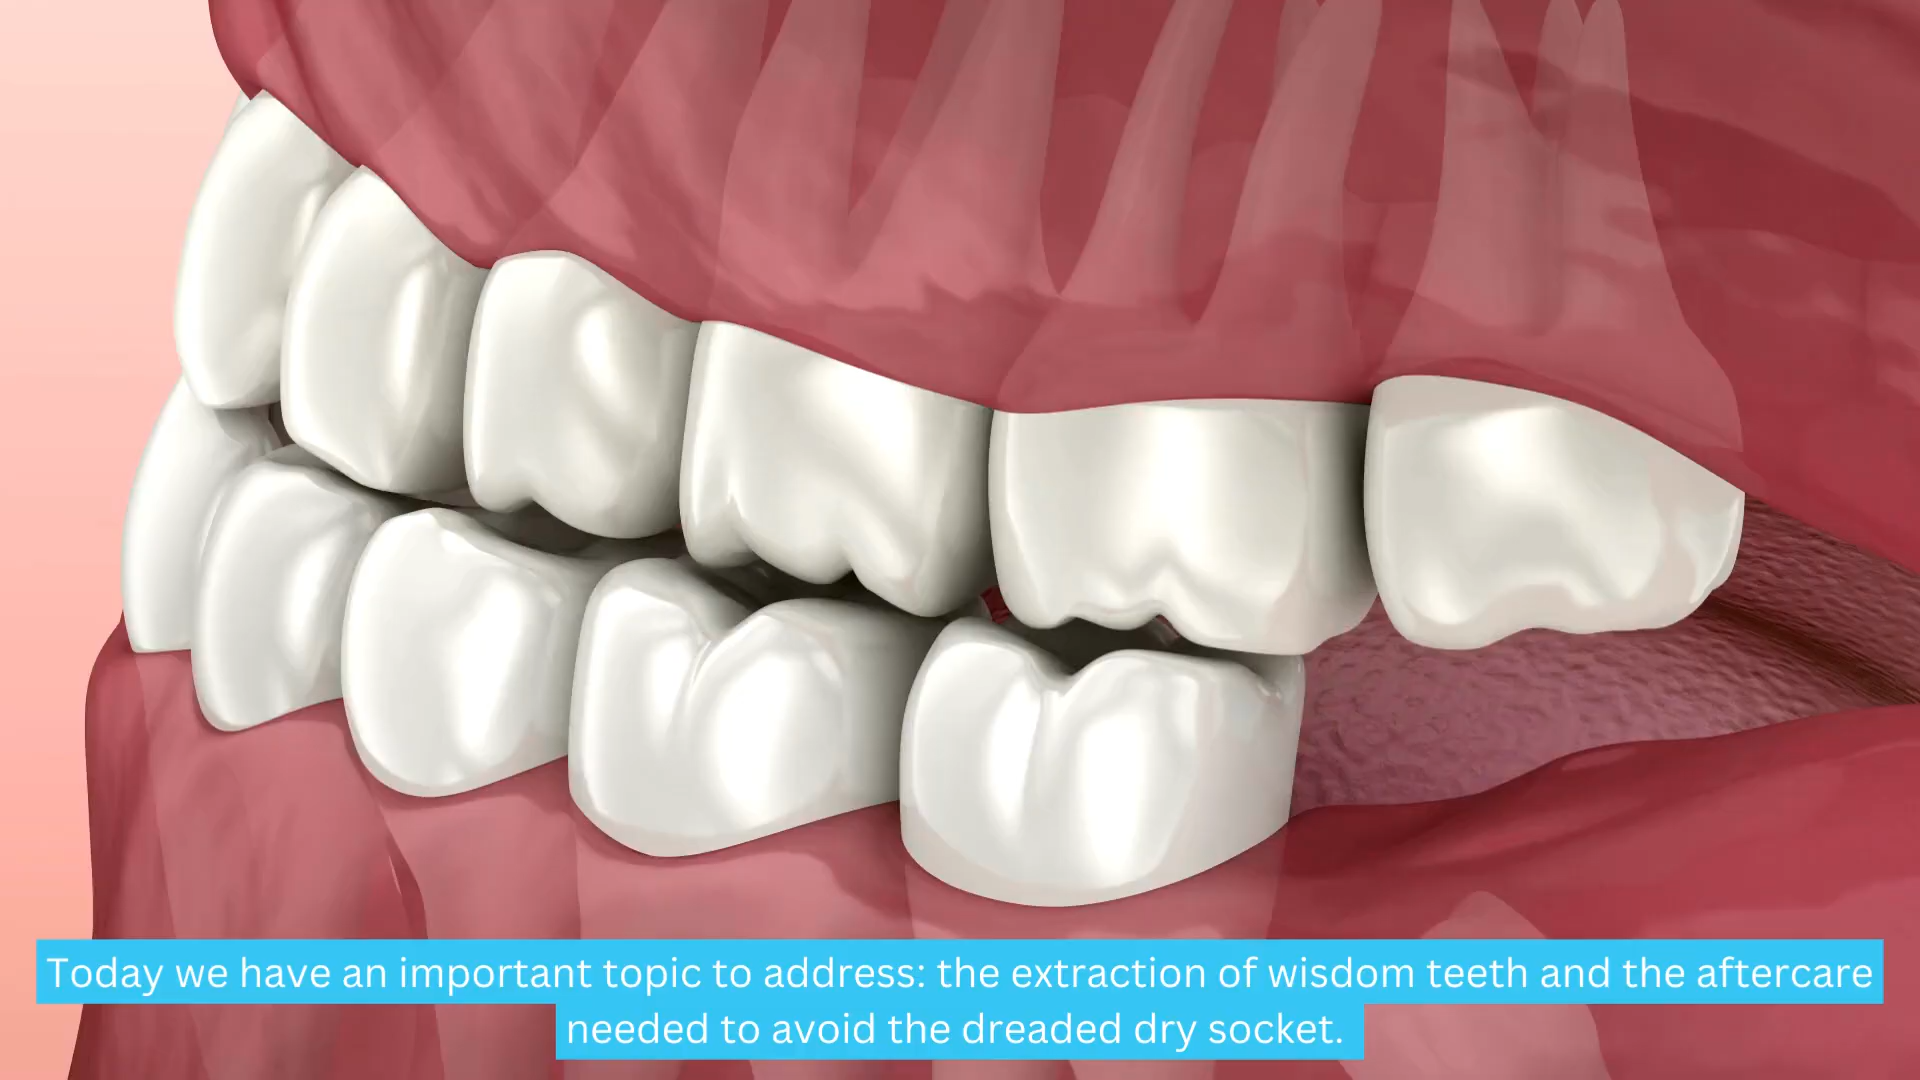 Today we have an important topic to address: the extraction of wisdom teeth and the aftercare
needed to avoid the dreaded dry socket.